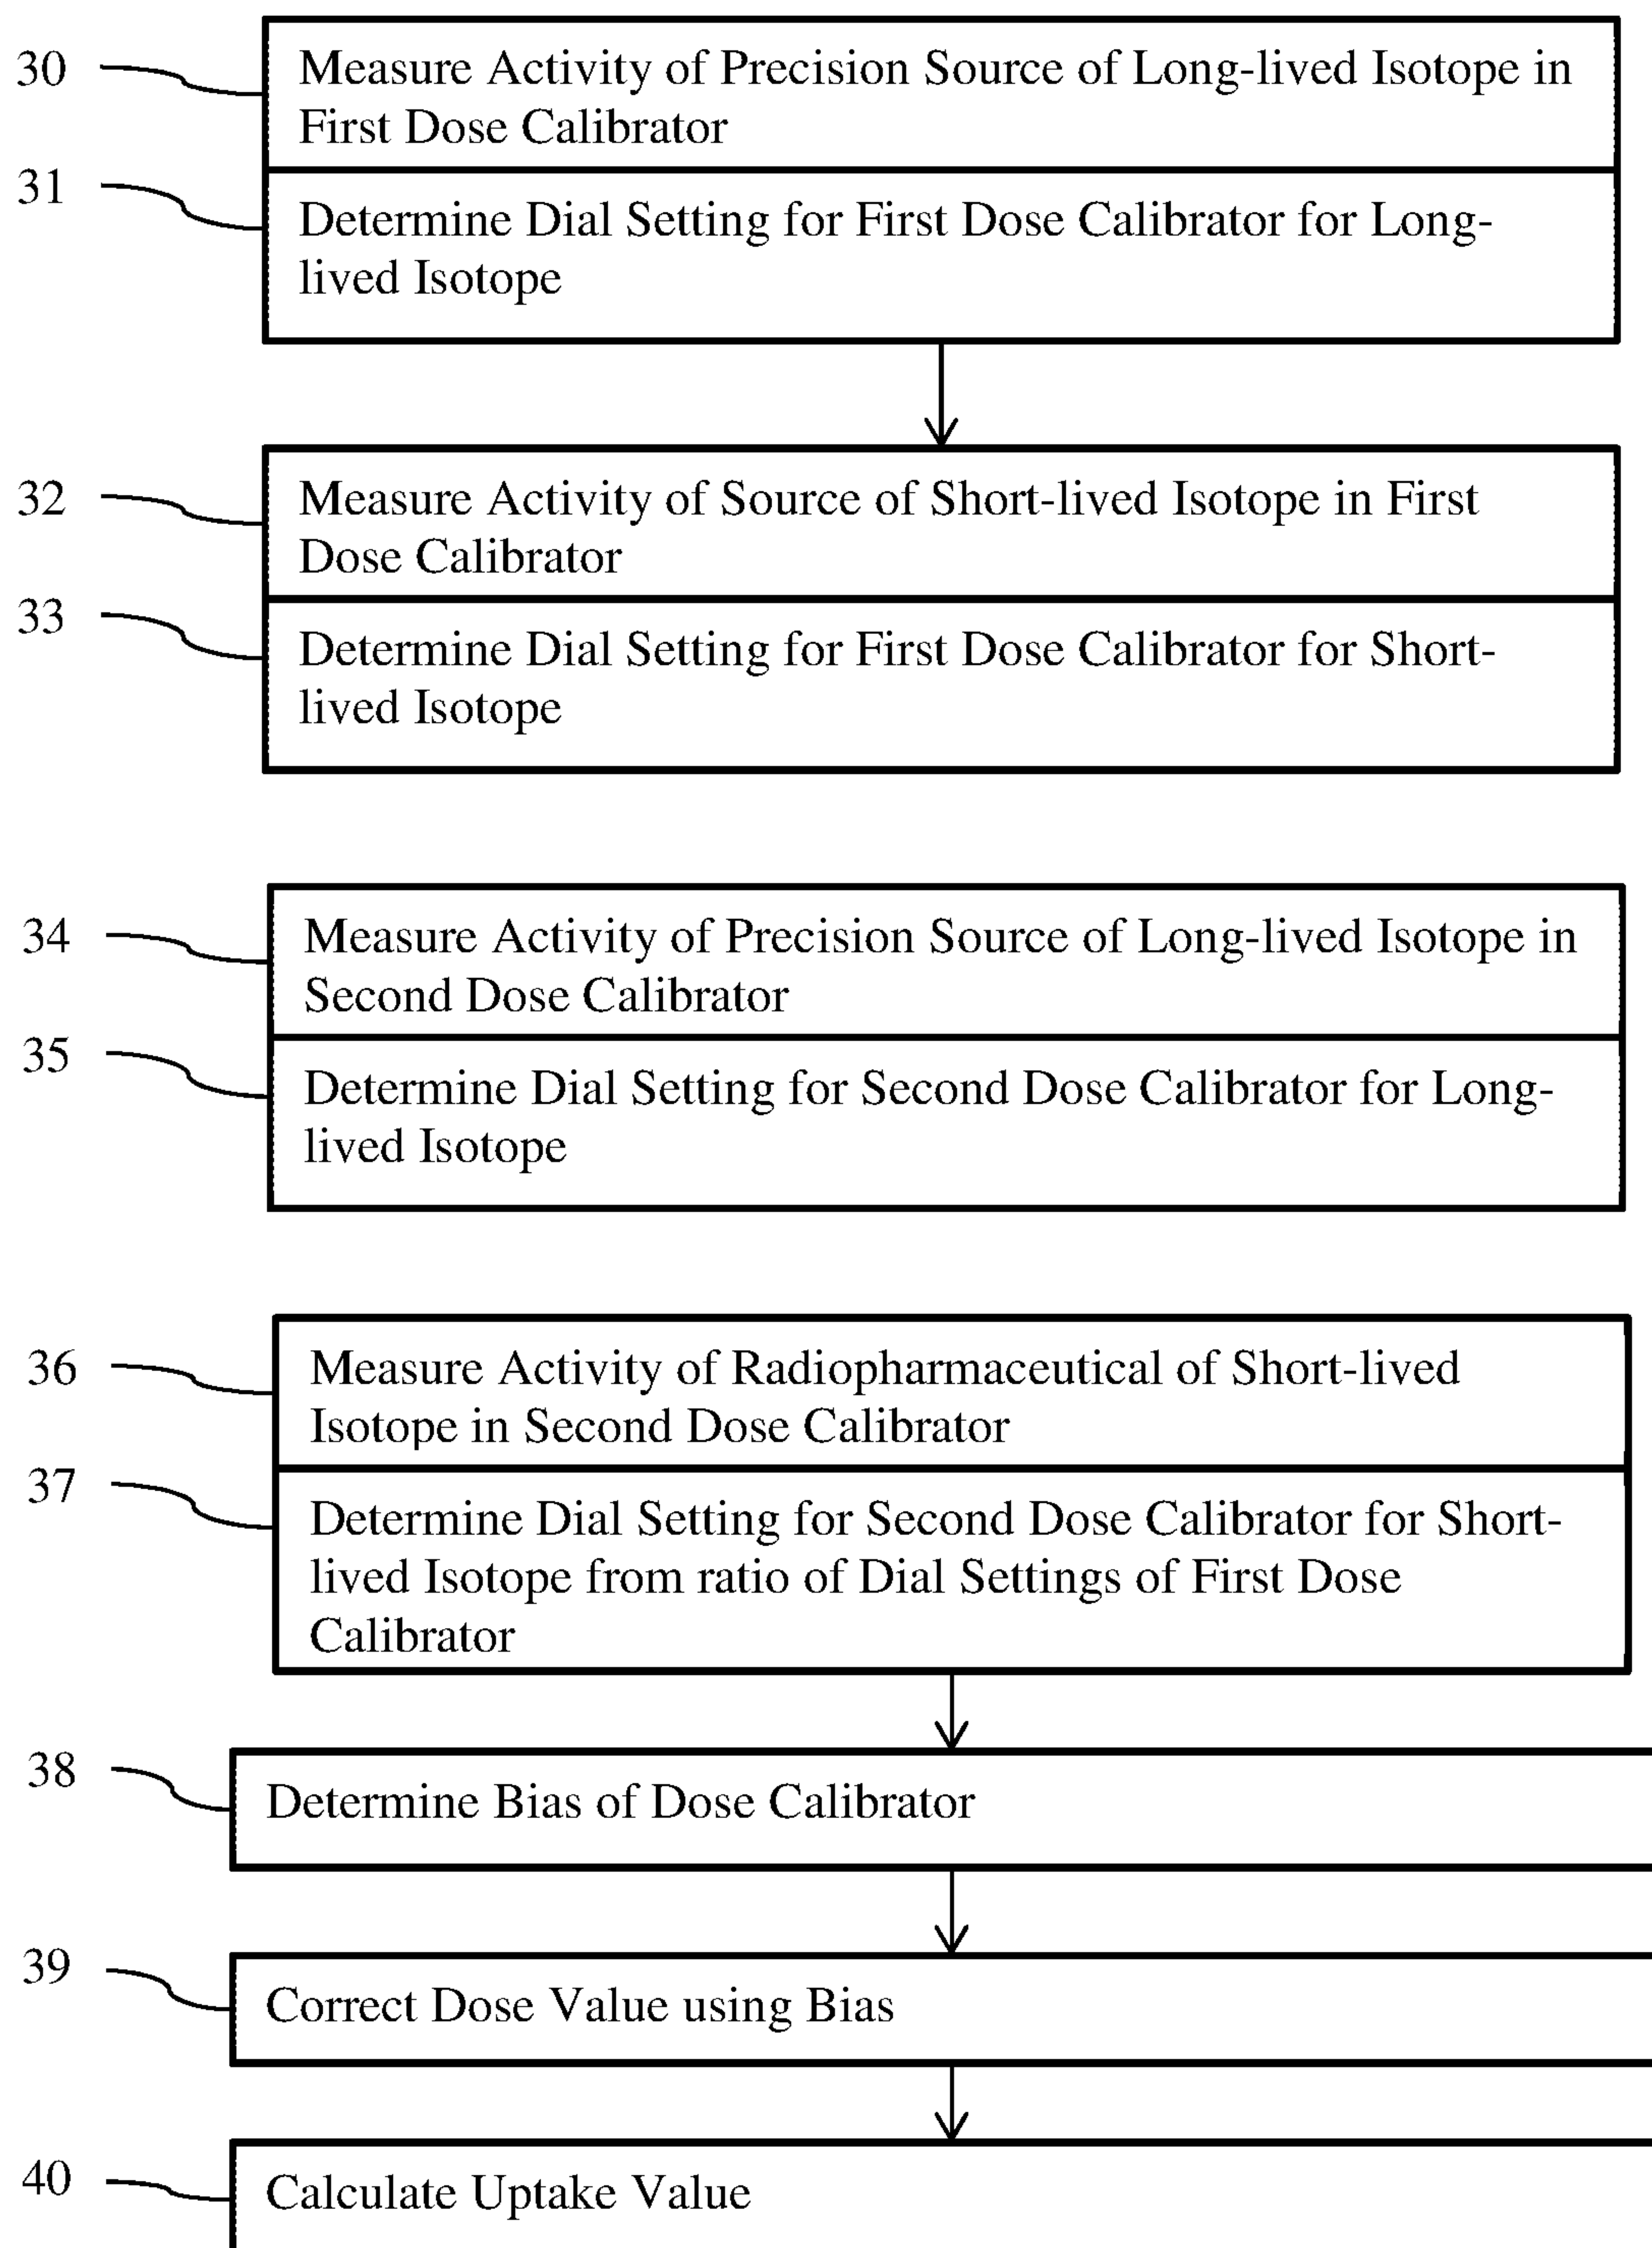 30
Measure Activity of Precision Source of Long-lived Isotope in
First Dose Calibrator
31
Determine Dial Setting for First Dose Calibrator for Long-
lived Isotope
32
Measure Activity of Source of Short-lived Isotope in First
Dose Calibrator
33
Determine Dial Setting for First Dose Calibrator for Short-
lived Isotope
34
Measure Activity of Precision Source of Long-lived Isotope in
Second Dose Calibrator
35
Determine Dial Setting for Second Dose Calibrator for Long-
lived Isotope
36
Measure Activity of Radiopharmaceutical of Short-lived
Isotope in Second Dose Calibrator
37
Determine Dial Setting for Second Dose Calibrator for Short-
lived Isotope from ratio of Dial Settings of First Dose
Calibrator
38
Determine Bias of Dose Calibrator
39
Correct Dose Value using Bias
40
Calculate Uptake Value